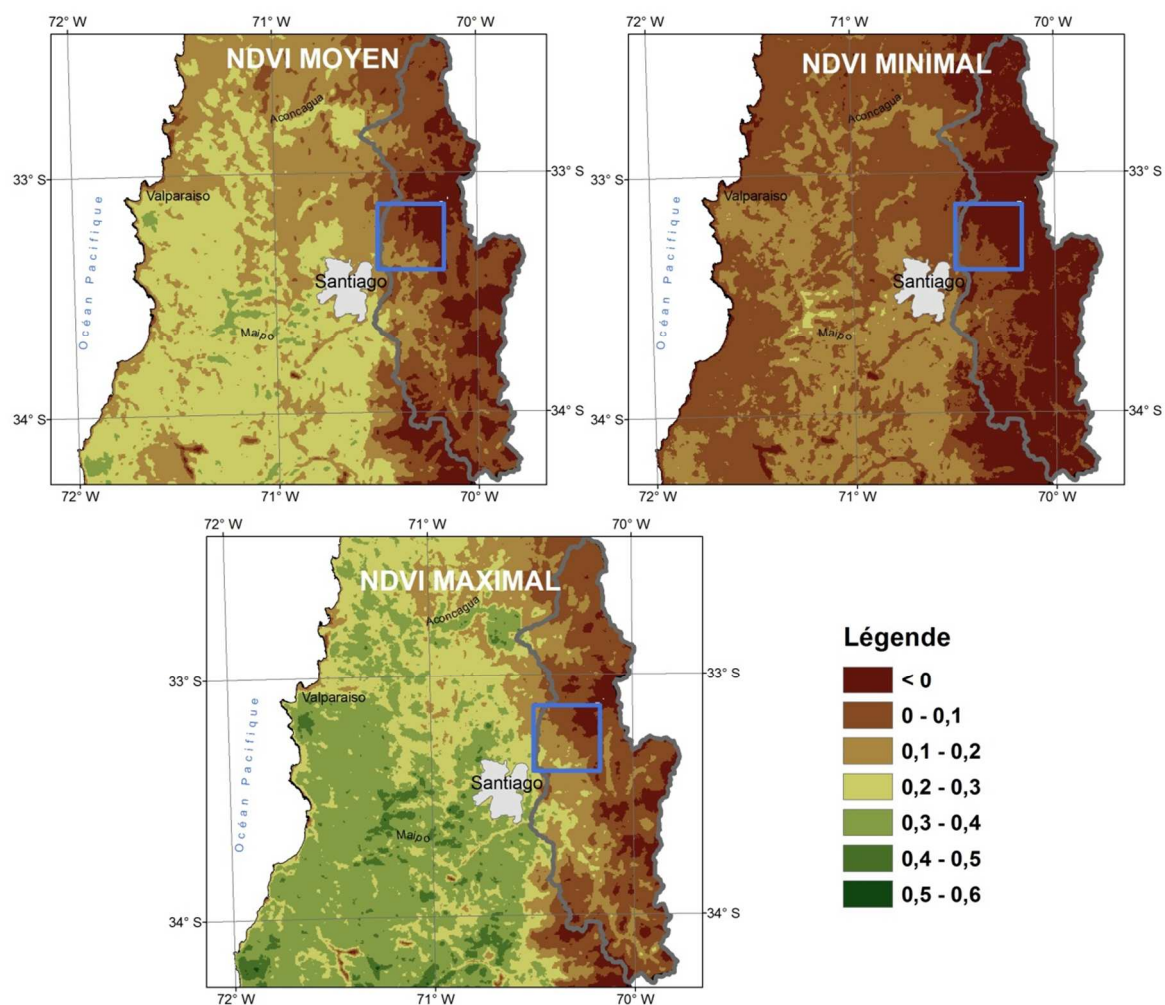 72° W
71° W
70° W
NDVI MOYEN
Aconcagua
33° S
33° S
Valparaiso
Océan Pacifique
Santiago
Maipo
34° S
34° S
72° W
71° W
70° W
72° W
71° W
70° W
NDVI MINIMAL
Aconcagua
33° S
33° S
Valparaiso
Océan Pacifique
Santiago
Maipo
34° S
34° S
72° W
71° W
70° W
72° W
71° W
70° W
NDVI MAXIMAL
Aconcagua
33° S
33° S
Valparaiso
Océan Pacifique
Santiago
Maipo
34° S
34° S
72° W
71° W
70° W
Légende
< 0
0 - 0,1
0,1 - 0,2
0,2 - 0,3
0,3 - 0,4
0,4 - 0,5
0,5 - 0,6